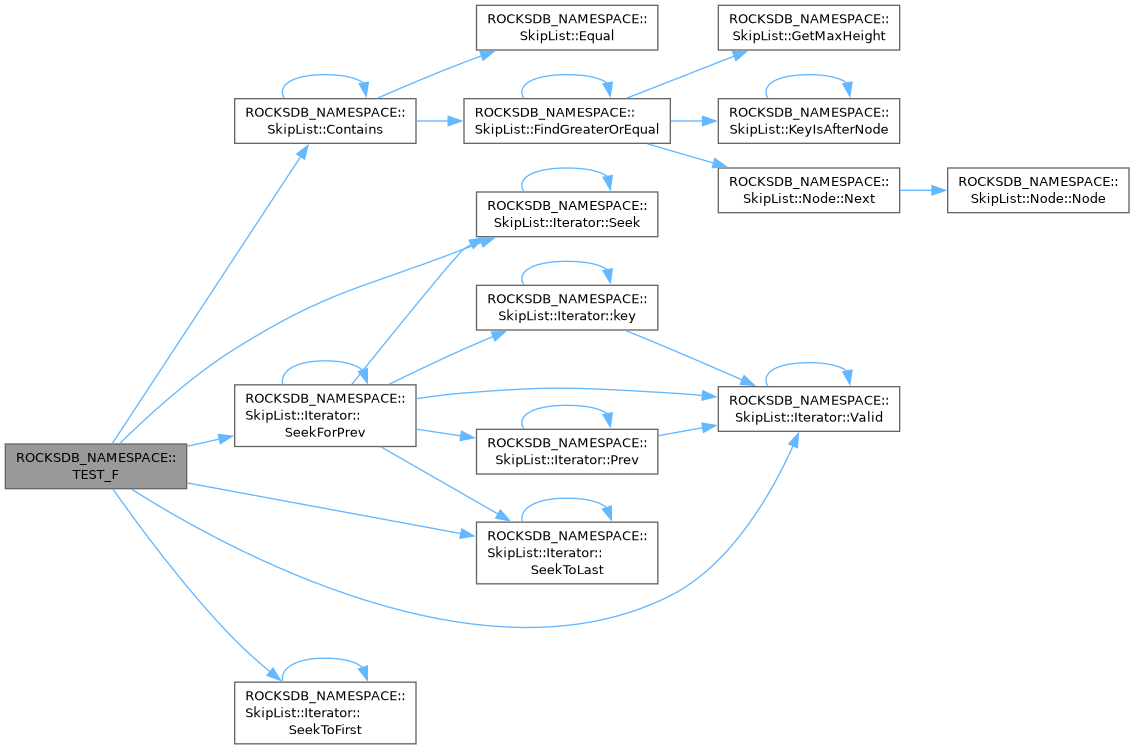 ROCKSDB_NAMESPACE::
SkipList::Equal
ROCKSDB_NAMESPACE::
SkipList::GetMaxHeight
ROCKSDB_NAMESPACE::
SkipList::Contains
ROCKSDB_NAMESPACE::
SkipList::FindGreaterOrEqual
ROCKSDB_NAMESPACE::
SkipList::KeyIsAfterNode
ROCKSDB_NAMESPACE::
SkipList::Node::Next
ROCKSDB_NAMESPACE::
SkipList::Node::Node
ROCKSDB_NAMESPACE::
SkipList::Iterator::Seek
ROCKSDB_NAMESPACE::
SkipList::Iterator::key
ROCKSDB_NAMESPACE::
SkipList::Iterator::
SeekForPrev
ROCKSDB_NAMESPACE::
SkipList::Iterator::Valid
ROCKSDB_NAMESPACE::
SkipList::Iterator::Prev
ROCKSDB_NAMESPACE::
TEST_F
ROCKSDB_NAMESPACE::
SkipList::Iterator::
SeekToLast
ROCKSDB_NAMESPACE::
SkipList::Iterator::
SeekToFirst